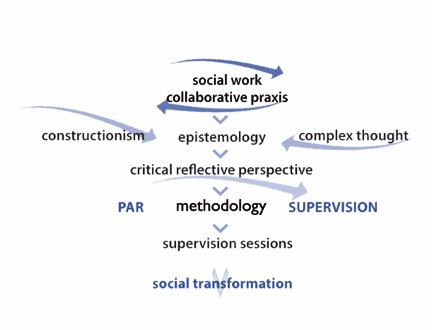 social work
collaborative praxis
constructionism epistemology complex thought
critical reflective perspective
PAR methodology SUPERVISION
supervision sessions
social transformation